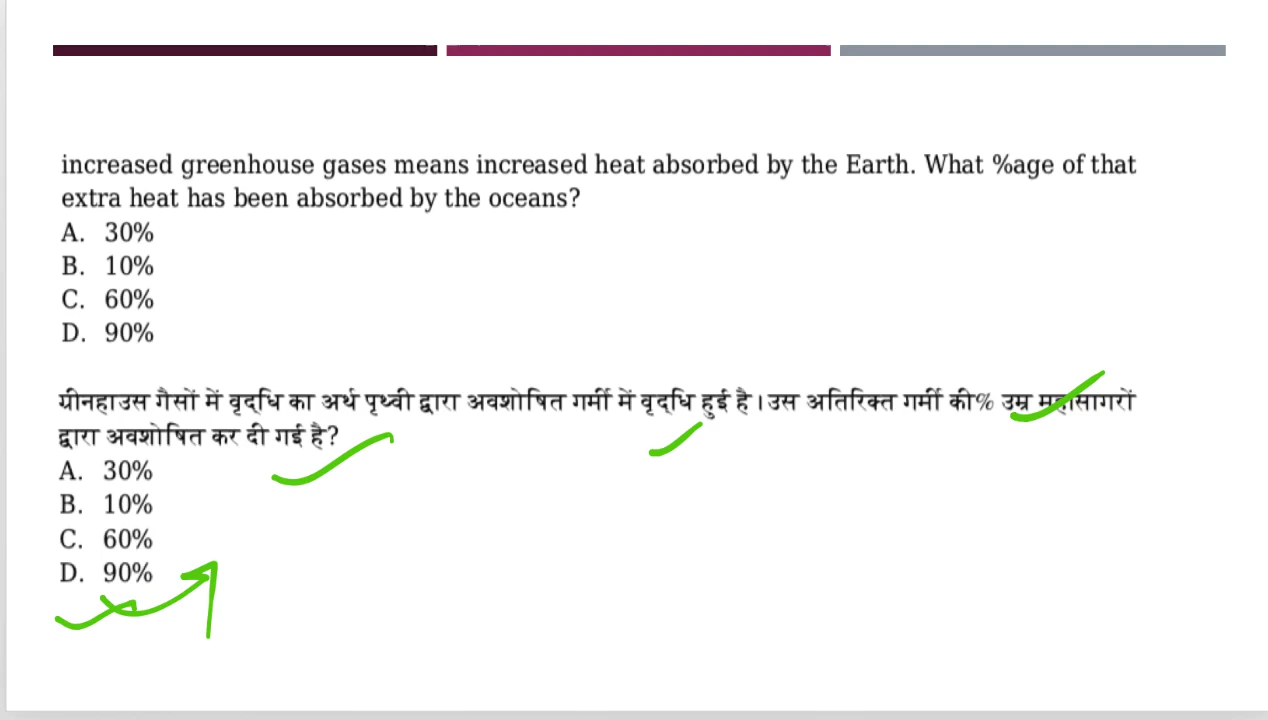 increased greenhouse gases means increased heat absorbed by the Earth. What %age of that
extra heat has been absorbed by the oceans?
A. 30%
B. 10%
C. 60%
D. 90%
ग्रीनहाउस गैसों में वृद्धि का अर्थ पृथ्वी द्वारा अवशोषित गर्मी में वृद्धि हुई है। उस अतिरिक्त गर्मी की% उम्र महासागरों
द्वारा अवशोषित कर दी गई है?
A. 30%
B. 10%
C. 60%
D. 90%